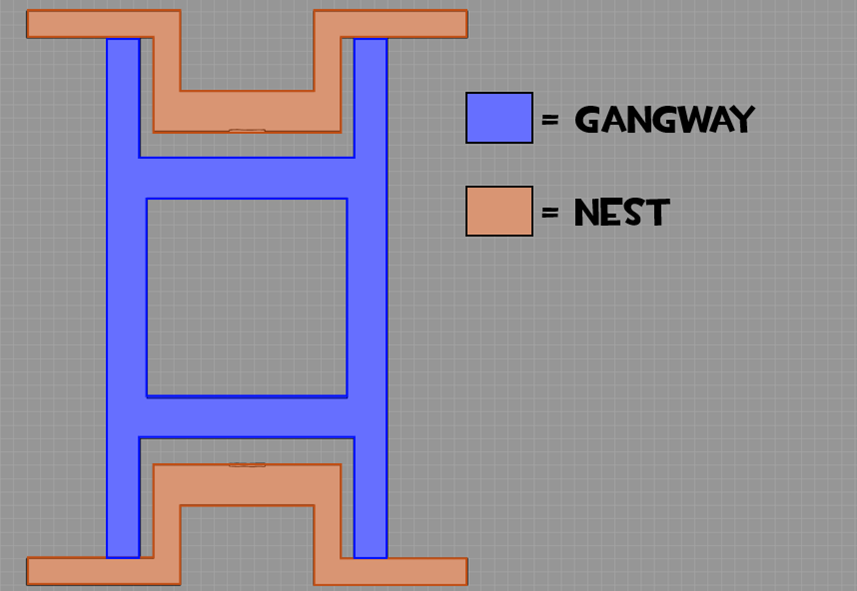 = GANGWAY
= NEST